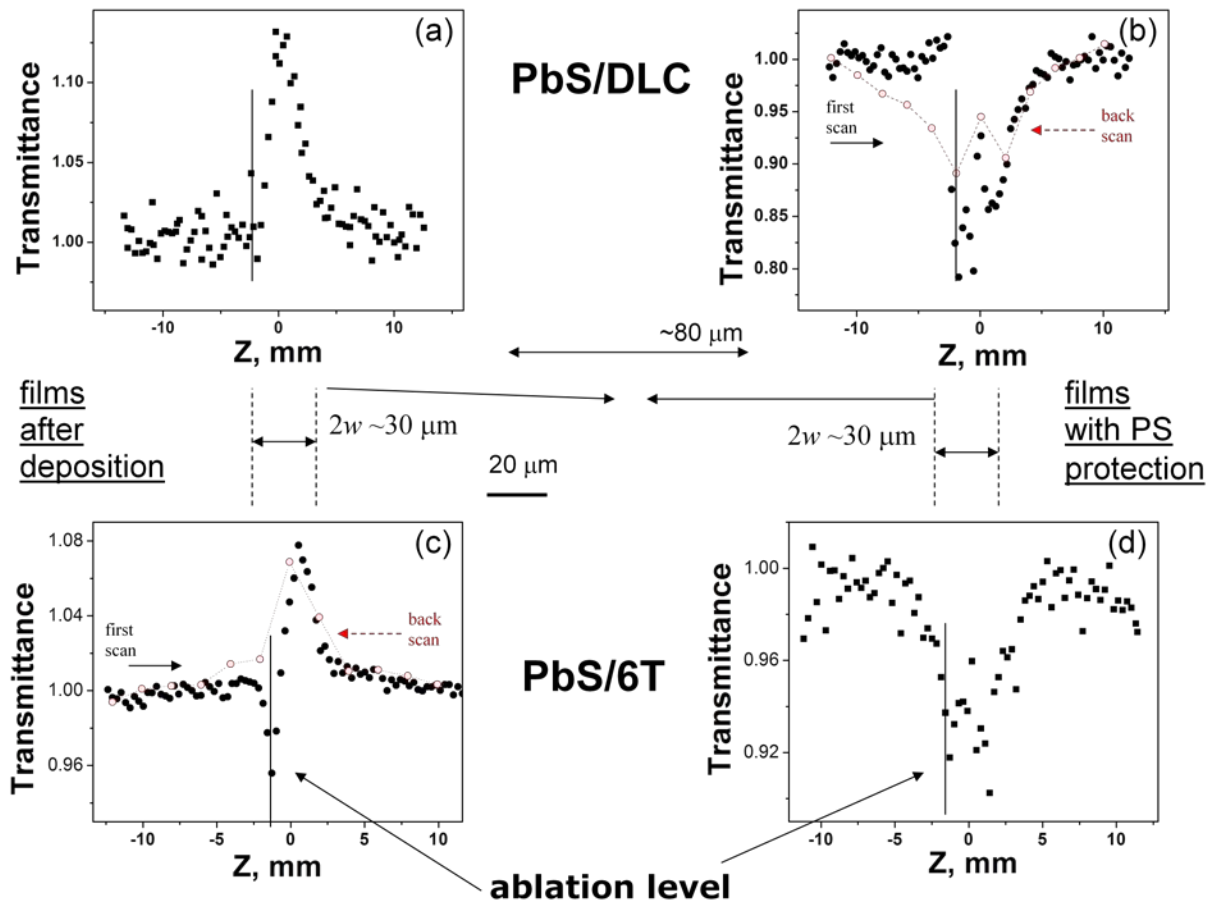 (a)
Transmittance
1.10
1.05
1.00
-10
0
10
Z, mm
PbS/DLC
(b)
Transmittance
1.00
0.95
0.90
0.85
0.80
first
scan
back
scan
-10
0
10
Z, mm
~80 μm
films
after
deposition
2w ~30 μm
20 μm
2w ~30 μm
films
with PS
protection
(c)
Transmittance
1.08
1.04
1.00
0.96
first
scan
back
scan
-10
-5
0
5
10
Z, mm
PbS/6T
(d)
Transmittance
1.00
0.96
0.92
-10
-5
0
5
10
Z, mm
ablation level